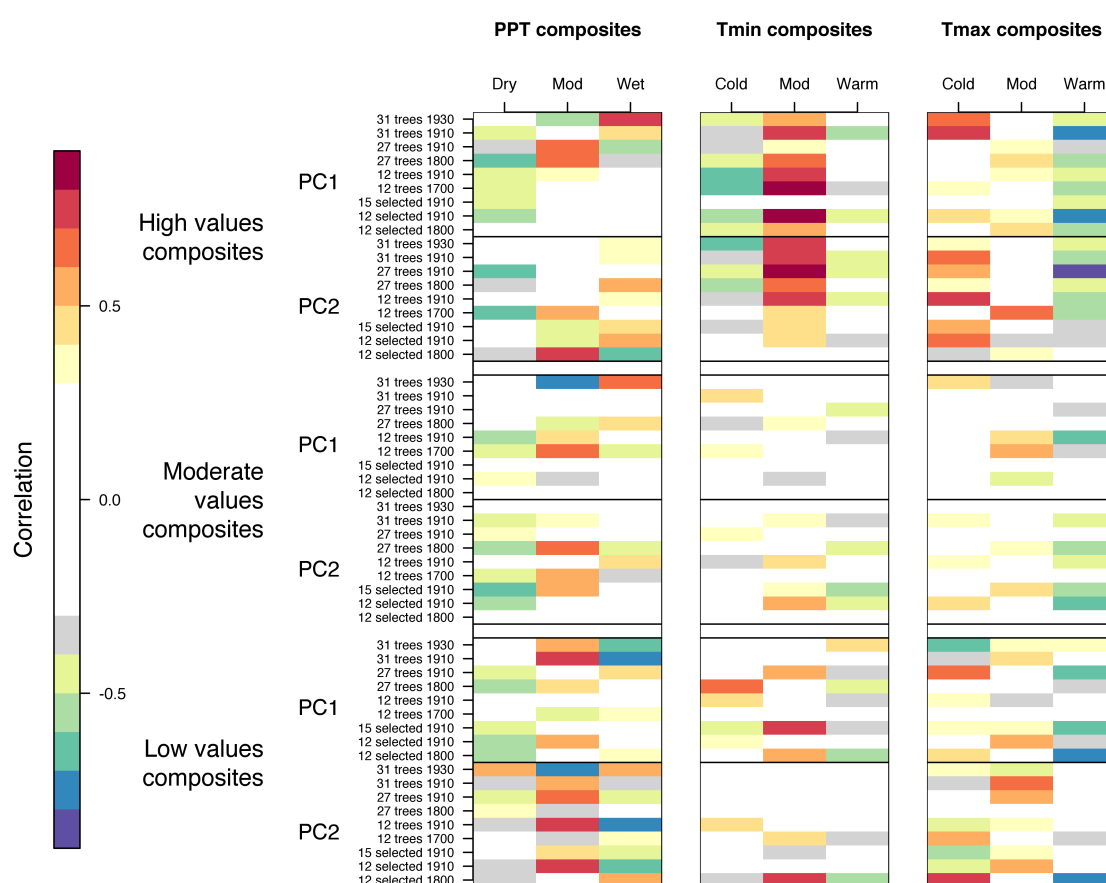 PPT composites Tmin composites Tmax composites
Dry Mod Wet Cold Mod Warm Cold Mod Warm
High values
composites
PC1
31 trees 1930
31 trees 1910
27 trees 1910
27 trees 1800
12 trees 1910
12 trees 1700
15 selected 1910
12 selected 1910
12 selected 1800
PC2
31 trees 1930
31 trees 1910
27 trees 1910
27 trees 1800
12 trees 1910
12 trees 1700
15 selected 1910
12 selected 1910
12 selected 1800
Moderate
values
composites
PC1
31 trees 1930
31 trees 1910
27 trees 1910
27 trees 1800
12 trees 1910
12 trees 1700
15 selected 1910
12 selected 1910
12 selected 1800
PC2
31 trees 1930
31 trees 1910
27 trees 1910
27 trees 1800
12 trees 1910
12 trees 1700
15 selected 1910
12 selected 1910
12 selected 1800
Low values
composites
PC1
31 trees 1930
31 trees 1910
27 trees 1910
27 trees 1800
12 trees 1910
12 trees 1700
15 selected 1910
12 selected 1910
12 selected 1800
PC2
31 trees 1930
31 trees 1910
27 trees 1910
27 trees 1800
12 trees 1910
12 trees 1700
15 selected 1910
12 selected 1910
12 selected 1800
Correlation
0.5
0.0
-0.5